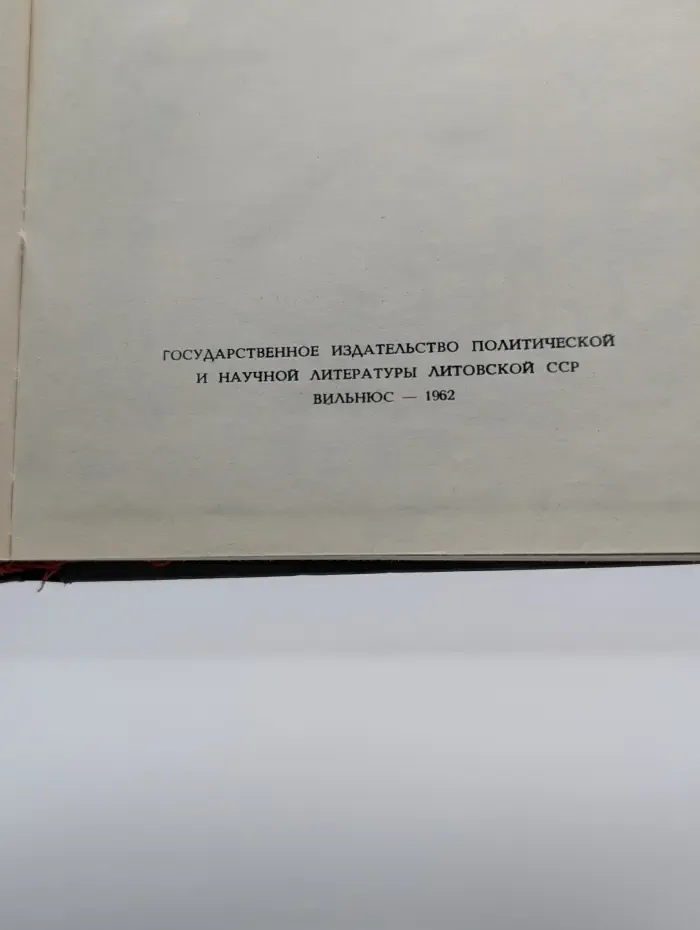 ГОСУДАРСТВЕННОЕ ИЗДАТЕЛЬСТВО ПОЛИТИЧЕСКОЙ
И НАУЧНОЙ ЛИТЕРАТУРЫ ЛИТОВСКОЙ ССР
ВИЛЬНЮС — 1962